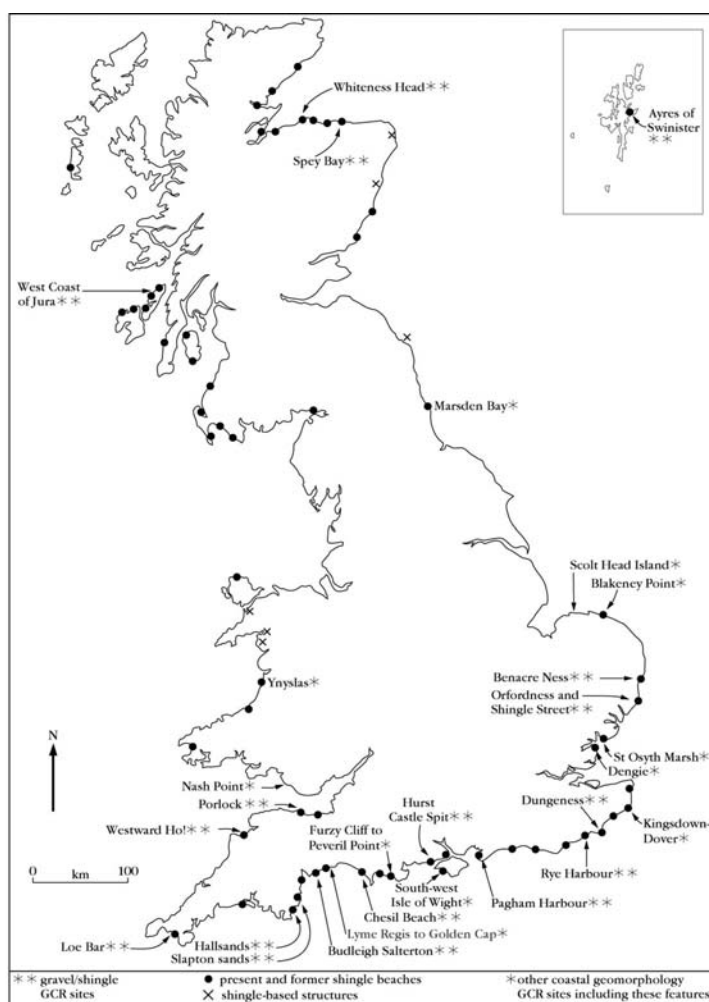 Whiteness Head**
Spey Bay**
Ayres of
Swinister
**
West Coast
of Jura**
Marsden Bay*
Scolt Head Island*
Blakeney Point*
Benacre Ness**
Orfordness and
Shingle Street**
Ynyslas*
N
St Osyth Marsh*
Dengie*
Nash Point*
Porlock**
Westward Ho!**
Hurst
Castle Spit**
Furzy Cliff to
Peveril Point*
Dungeness**
Kingsdown-
Dover*
Rye Harbour**
0 km 100
South-west
Isle of Wight*
Pagham Harbour**
Chesil Beach**
Lyme Regis to Golden Cap*
Budleigh Salterton**
Loe Bar**
Hallsands**
Slapton sands**
** gravel/shingle
GCR sites
present and former shingle beaches
shingle-based structures
*other coastal geomorphology
GCR sites including these features